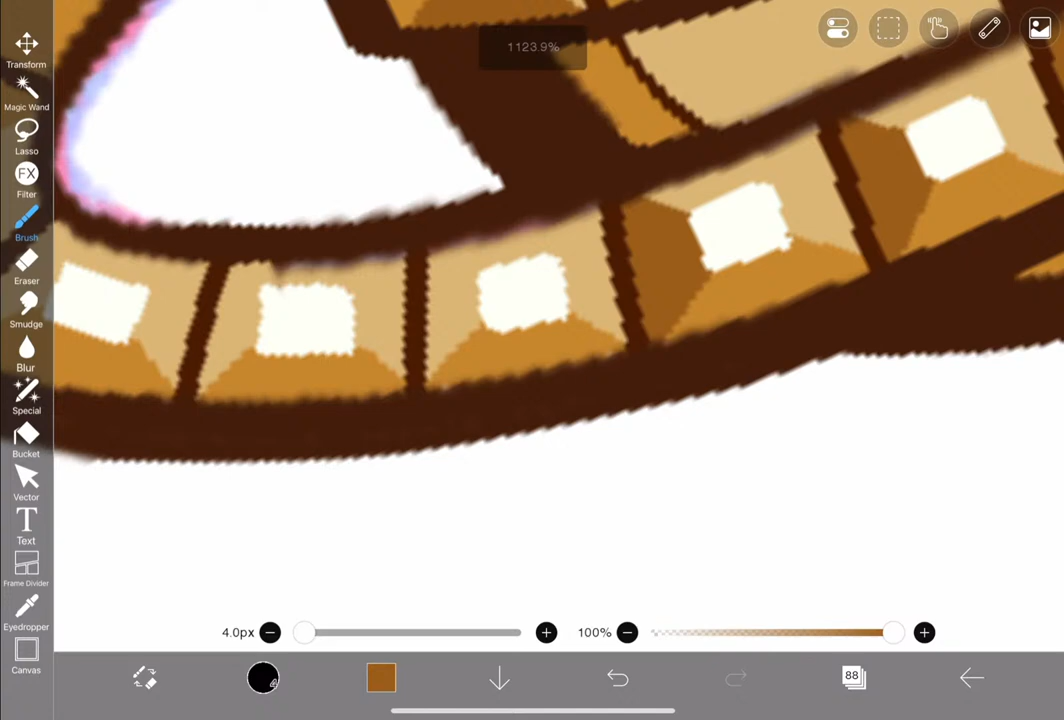 1123.9%
Transform
Magic Wand
Lasso
FX
Filter
Brush
Eraser
Smudge
Blur
Special
Bucket
Vector
T
Text
Frame Divider
Eyedropper
Canvas
4.0px
100%
88